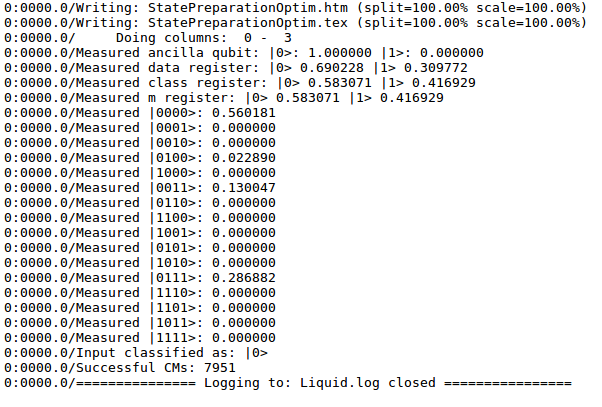 0:0000.0/Writing: StatePreparationOptim.htm (split=100.00% scale=100.00%)
0:0000.0/Writing: StatePreparationOptim.tex (split=100.00% scale=100.00%)
0:0000.0/     Doing columns:  0 -  3
0:0000.0/Measured ancilla qubit: |0>: 1.000000 |1>: 0.000000
0:0000.0/Measured data register: |0> 0.690228 |1> 0.309772
0:0000.0/Measured class register: |0> 0.583071 |1> 0.416929
0:0000.0/Measured m register: |0> 0.583071 |1> 0.416929
0:0000.0/Measured |0000>: 0.560181
0:0000.0/Measured |0001>: 0.000000
0:0000.0/Measured |0010>: 0.000000
0:0000.0/Measured |0100>: 0.022890
0:0000.0/Measured |1000>: 0.000000
0:0000.0/Measured |0011>: 0.130047
0:0000.0/Measured |0110>: 0.000000
0:0000.0/Measured |1100>: 0.000000
0:0000.0/Measured |1001>: 0.000000
0:0000.0/Measured |0101>: 0.000000
0:0000.0/Measured |1010>: 0.000000
0:0000.0/Measured |0111>: 0.286882
0:0000.0/Measured |1110>: 0.000000
0:0000.0/Measured |1101>: 0.000000
0:0000.0/Measured |1011>: 0.000000
0:0000.0/Measured |1111>: 0.000000
0:0000.0/Input classified as: |0>
0:0000.0/Successful CMs: 7951
0:0000.0/=============== Logging to: Liquid.log closed ================